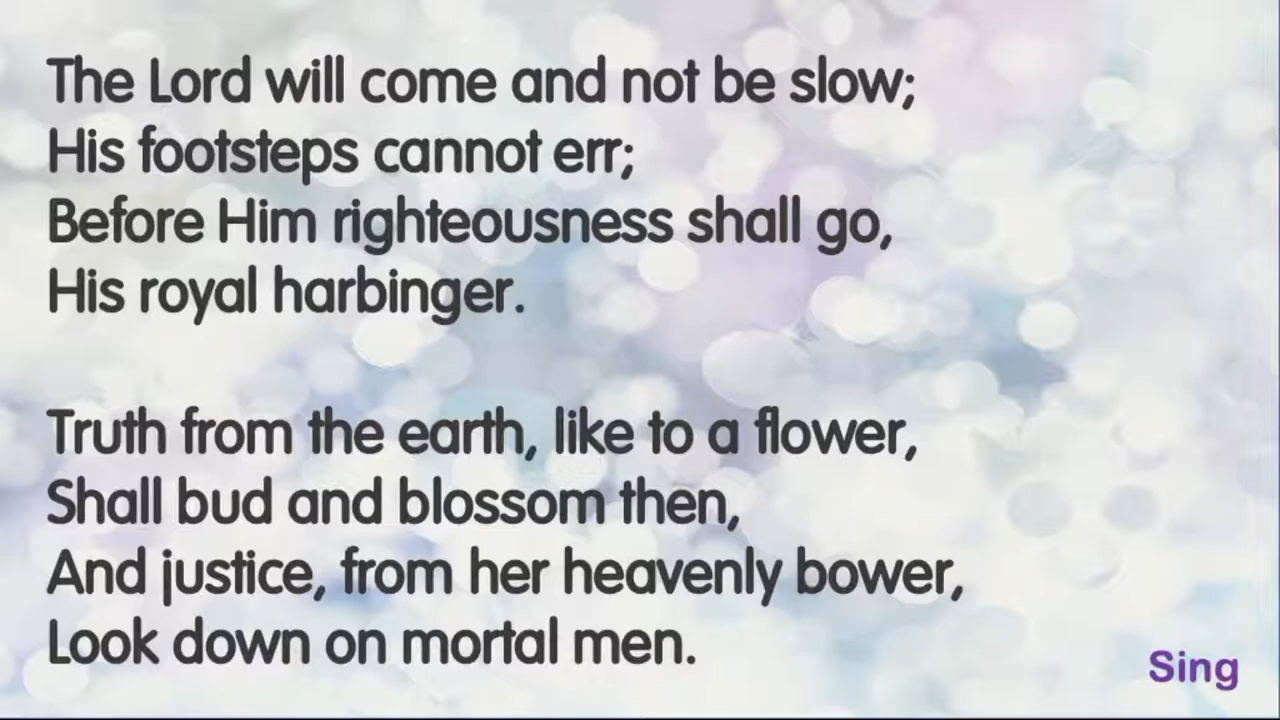 The Lord will come and not be slow;
His footsteps cannot err;
Before Him righteousness shall go,
His royal harbinger.
Truth from the earth, like to a flower,
Shall bud and blossom then,
And justice, from her heavenly bower,
Look down on mortal men.
Sing